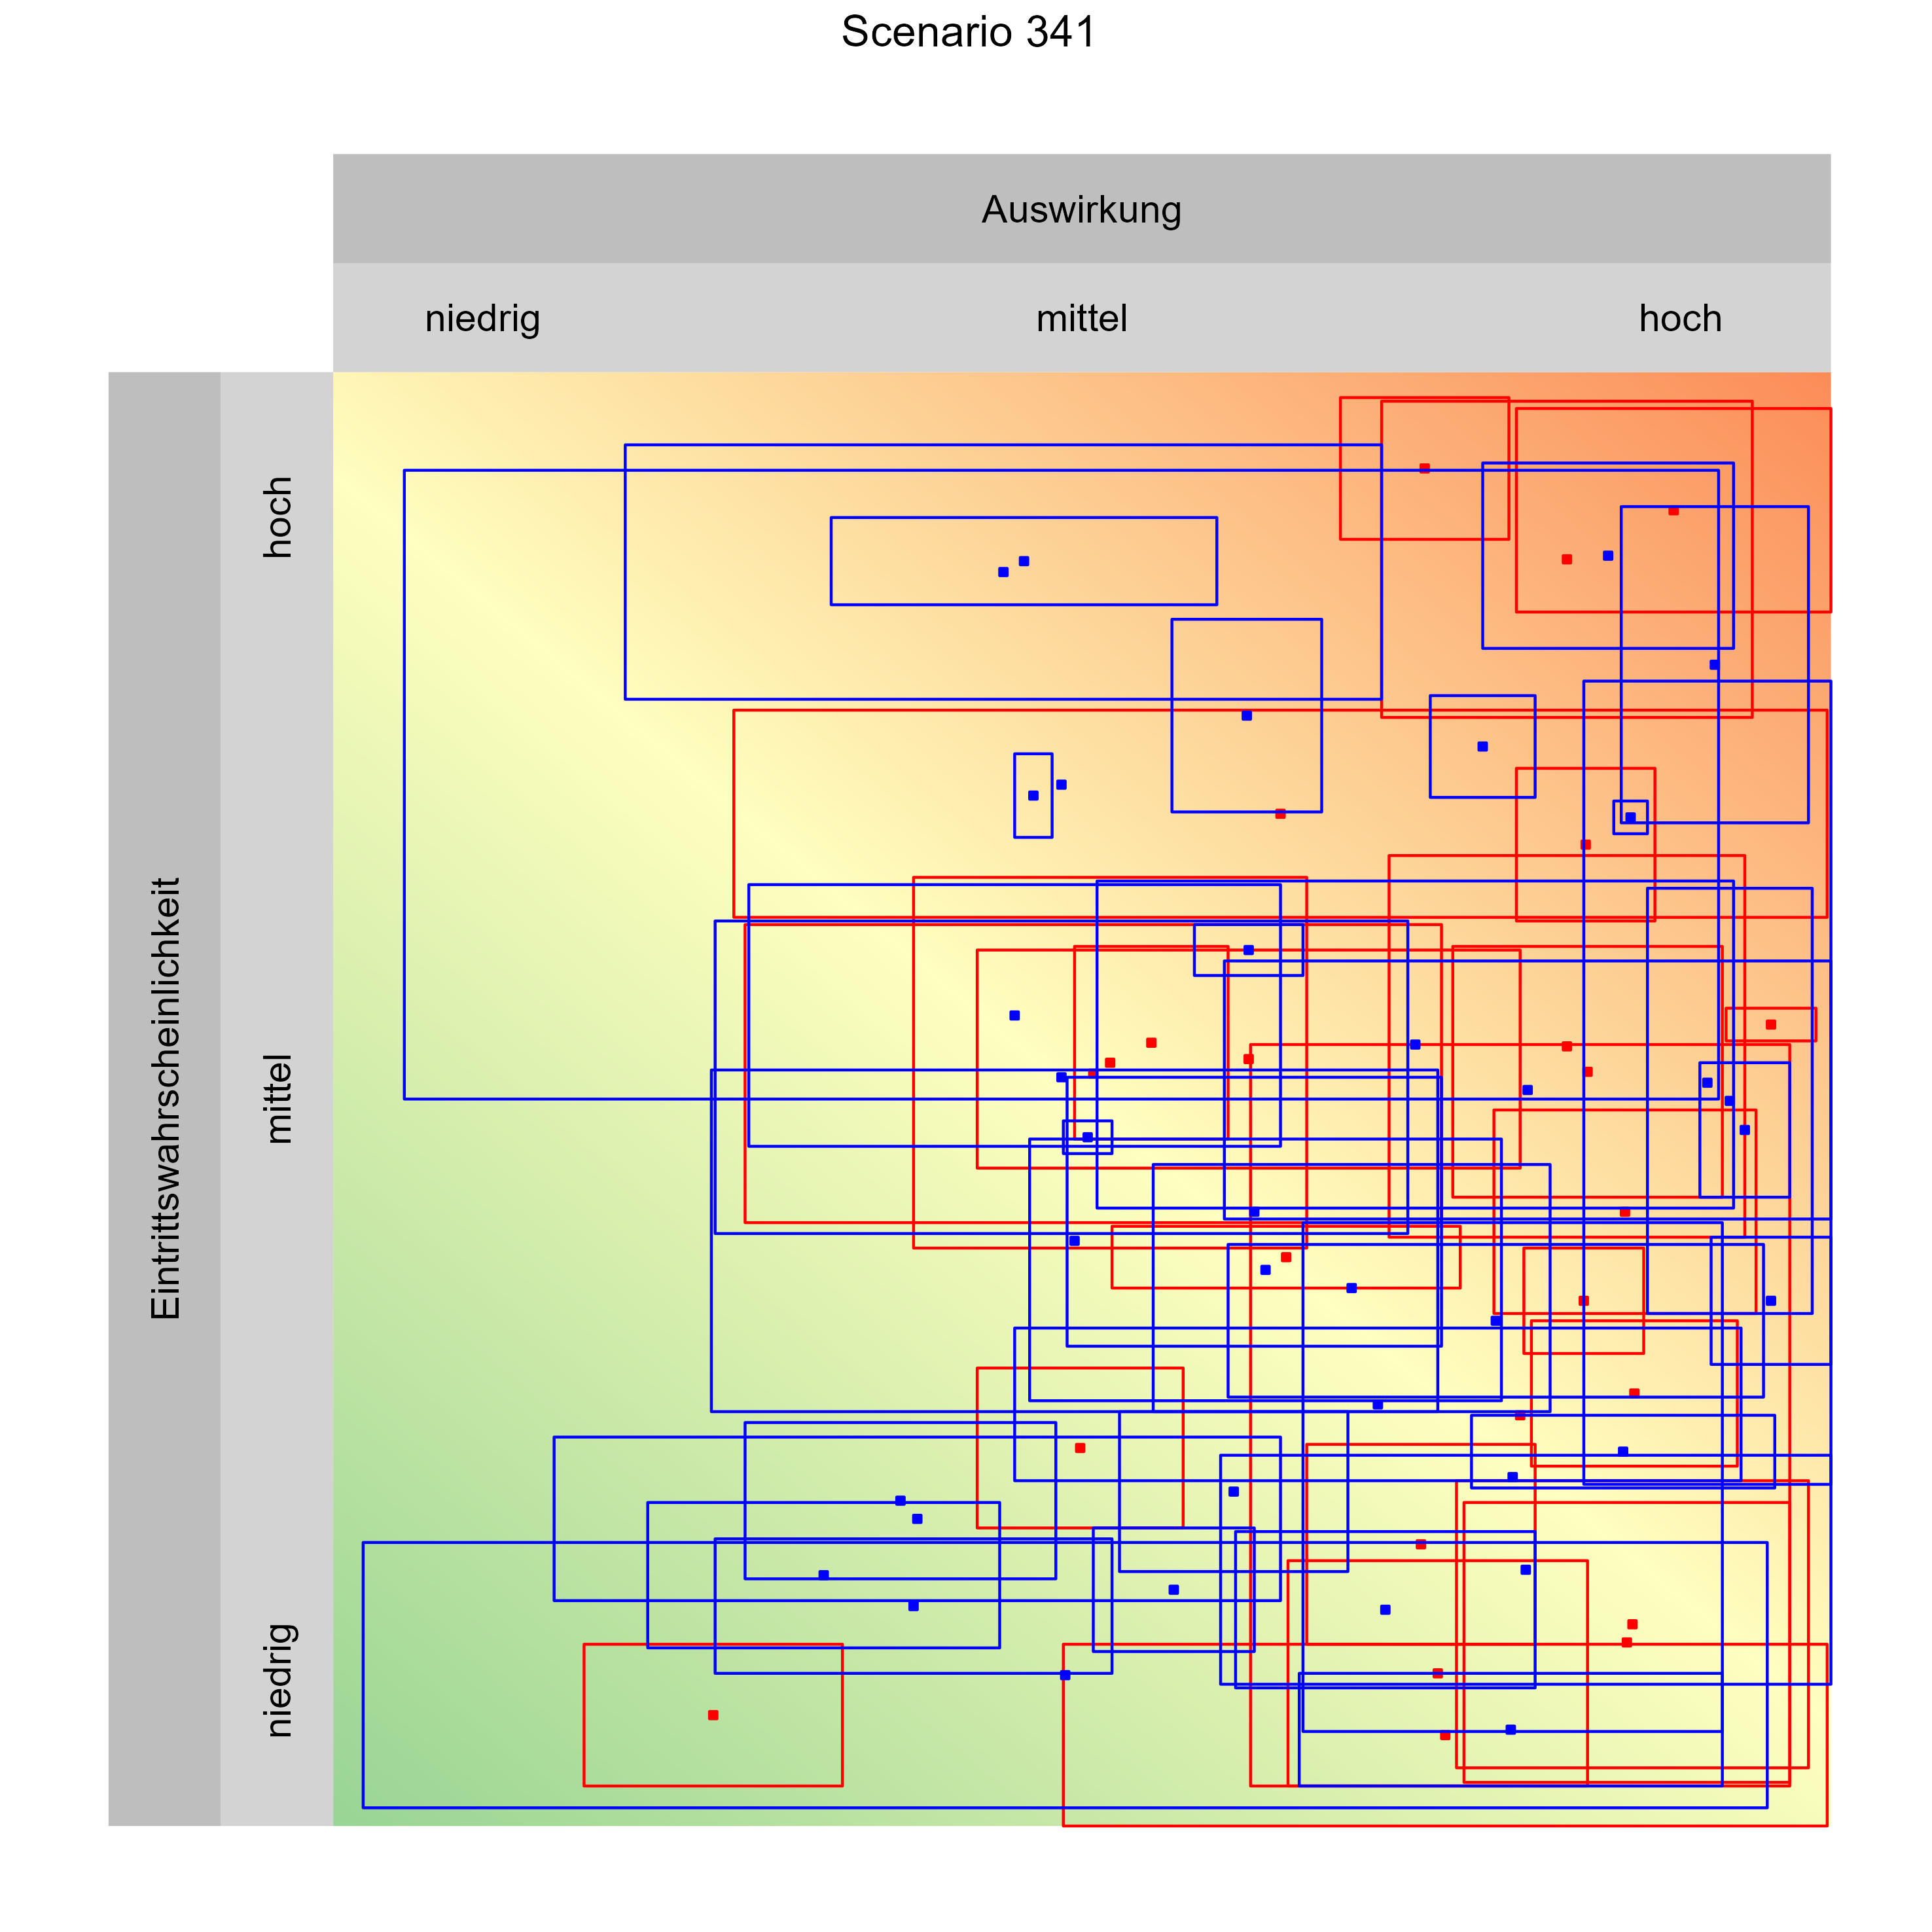 Scenario 341
Auswirkung
niedrig
mittel
hoch
Eintrittswahrscheinlichkeit
hoch
mittel
niedrig